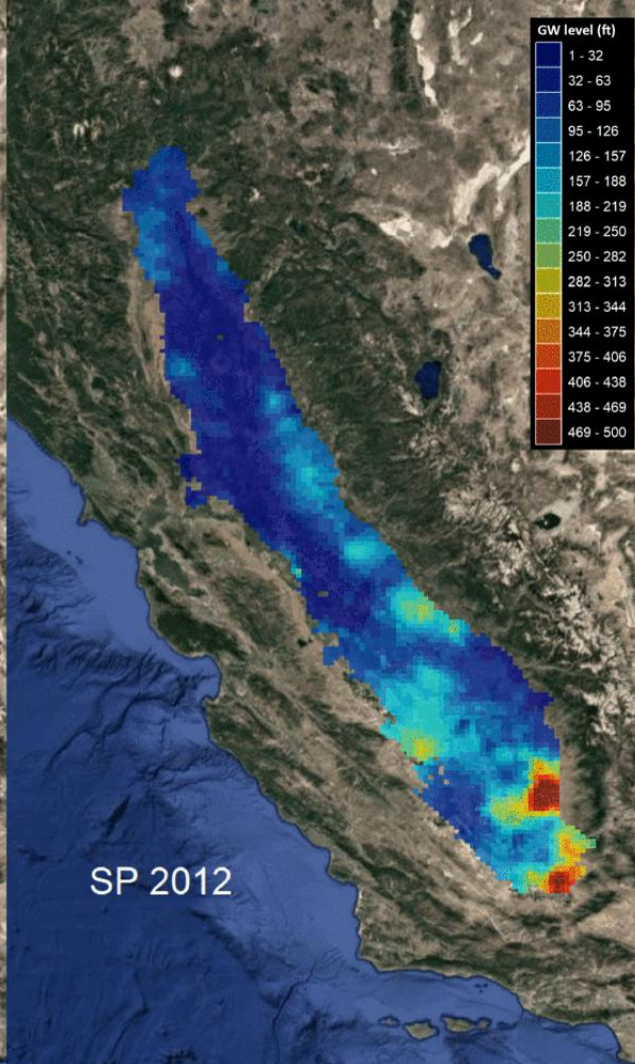 GW level (ft)
1 - 32
32 - 63
63 - 95
95 - 126
126 - 157
157 - 188
188 - 219
219 - 250
250 - 282
282 - 313
313 - 344
344 - 375
375 - 406
406 - 438
438 - 469
469 - 500
SP 2012